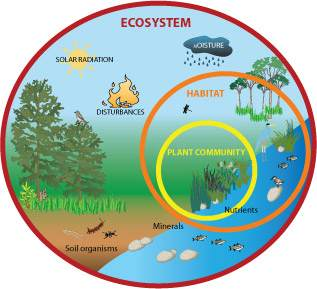 ECOSYSTEM
MOISTURE
SOLAR RADIATION
DISTURBANCES
HABITAT
PLANT COMMUNITY
Nutrients
Minerals
Soil organisms